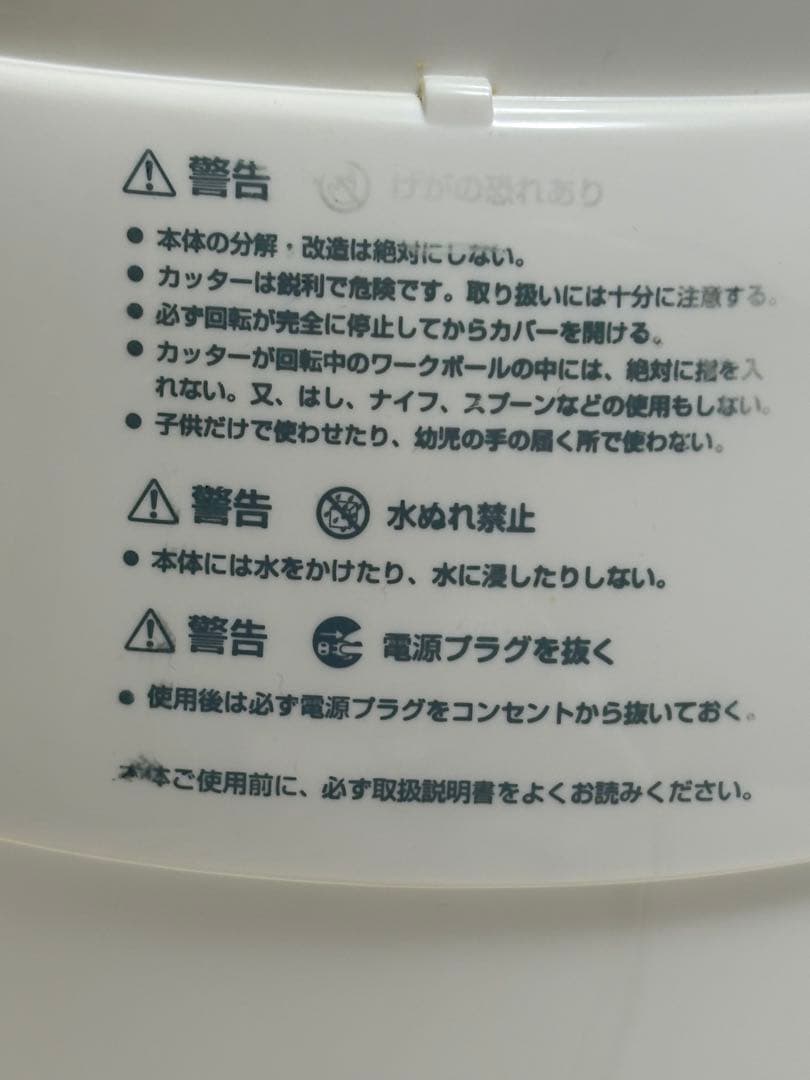 警告 けがの恐れあり
● 本体の分解・改造は絶対にしない。
● カッターは鋭利で危険です。取り扱いには十分に注意する。
● 必ず回転が完全に停止してからカバーを開ける。
● カッターが回転中のワークボールの中には、絶対に指を入
れない。又、はし、ナイフ、スプーンなどの使用もしない。
● 子供だけで使わせたり、幼児の手の届く所で使わない。
警告 水ぬれ禁止
● 本体には水をかけたり、水に浸したりしない。
警告 電源プラグを抜く
● 使用後は必ず電源プラグをコンセントから抜いておく。
本体ご使用前に、必ず取扱説明書をよくお読みください。